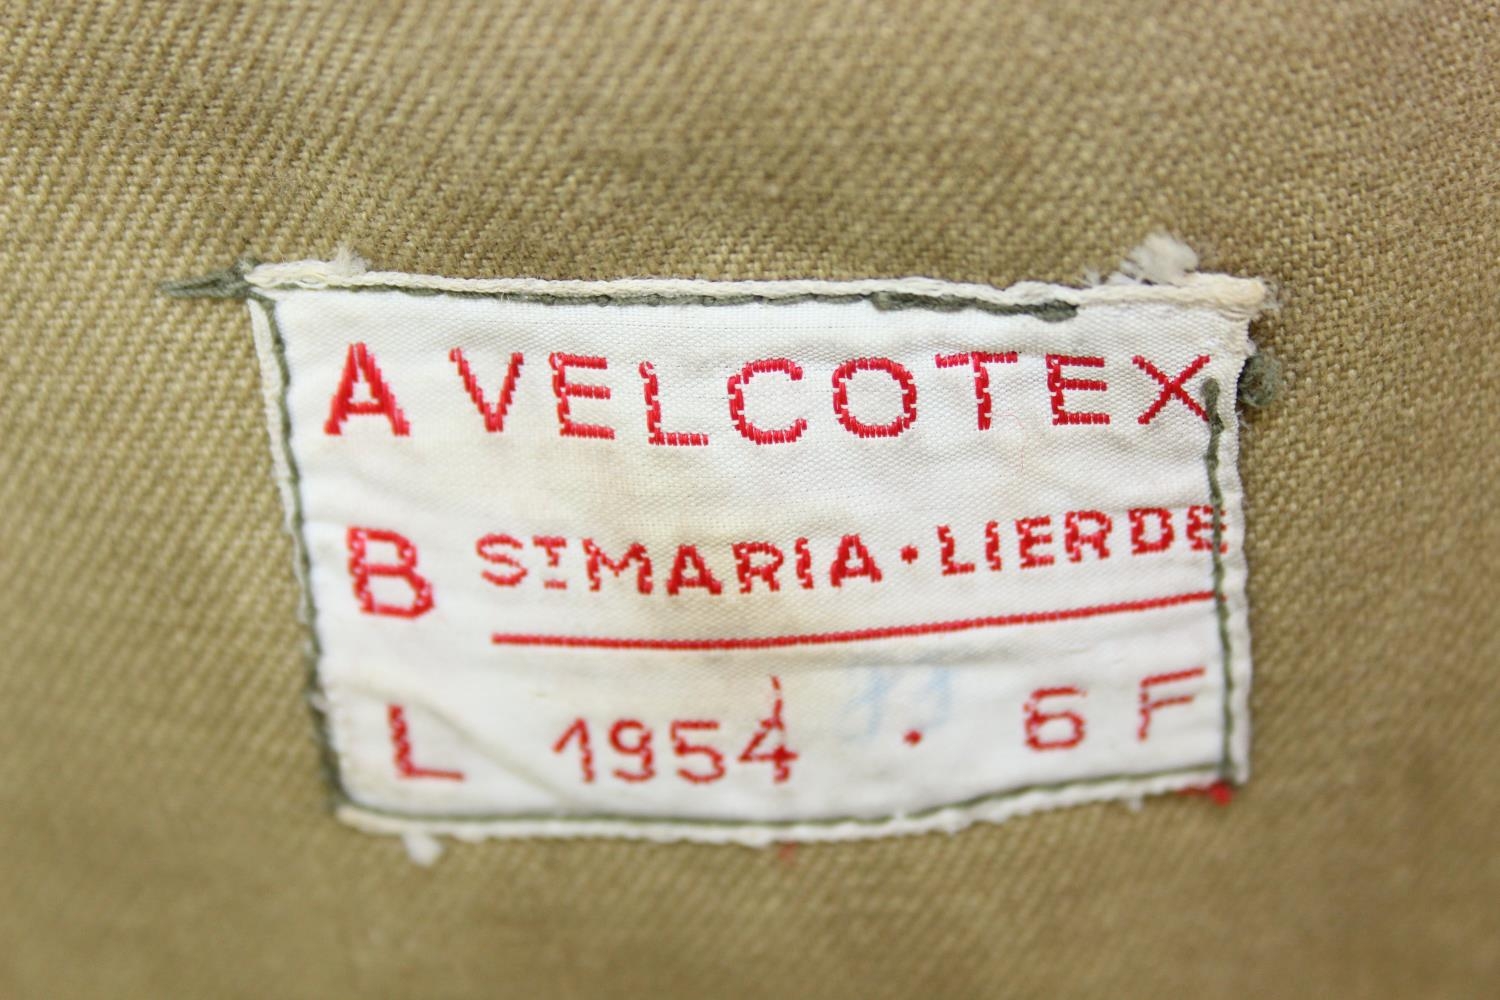 A VELCOTEX
B ST MARIA · LIERDE
L 1954 · 6 F